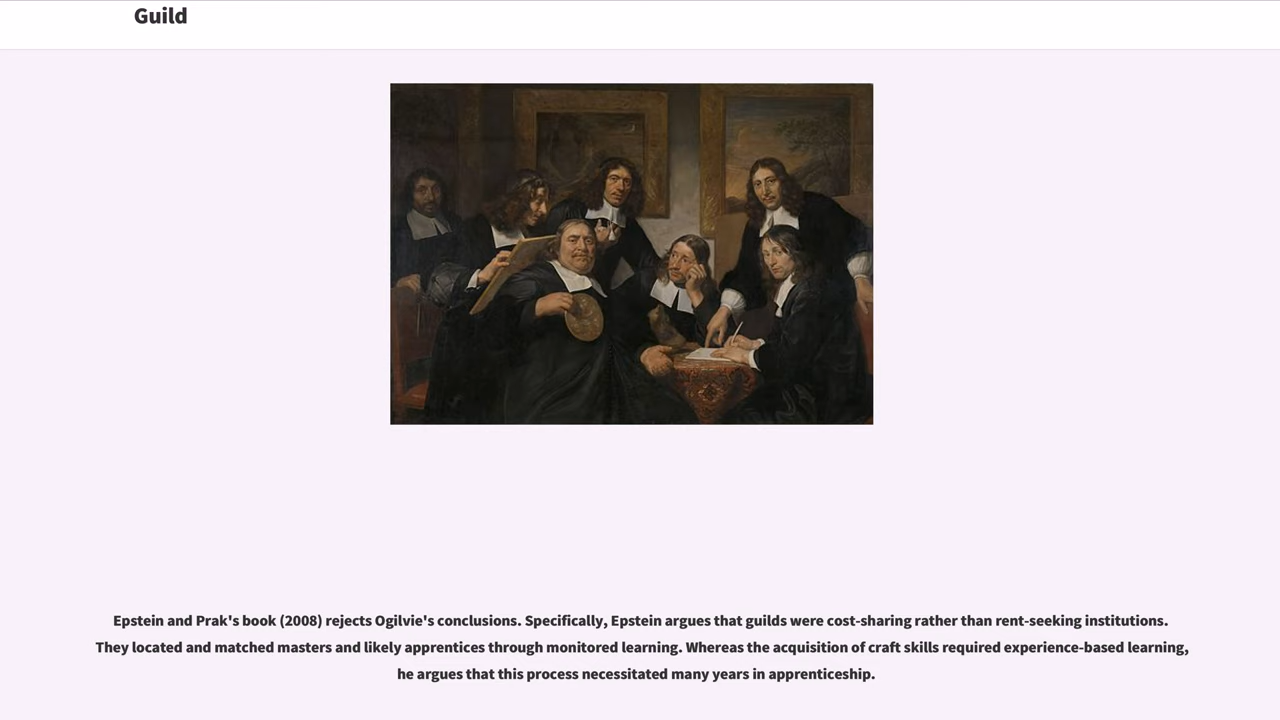 Guild
Epstein and Prak's book (2008) rejects Ogilvie's conclusions. Specifically, Epstein argues that guilds were cost-sharing rather than rent-seeking institutions.
They located and matched masters and likely apprentices through monitored learning. Whereas the acquisition of craft skills required experience-based learning,
he argues that this process necessitated many years in apprenticeship.